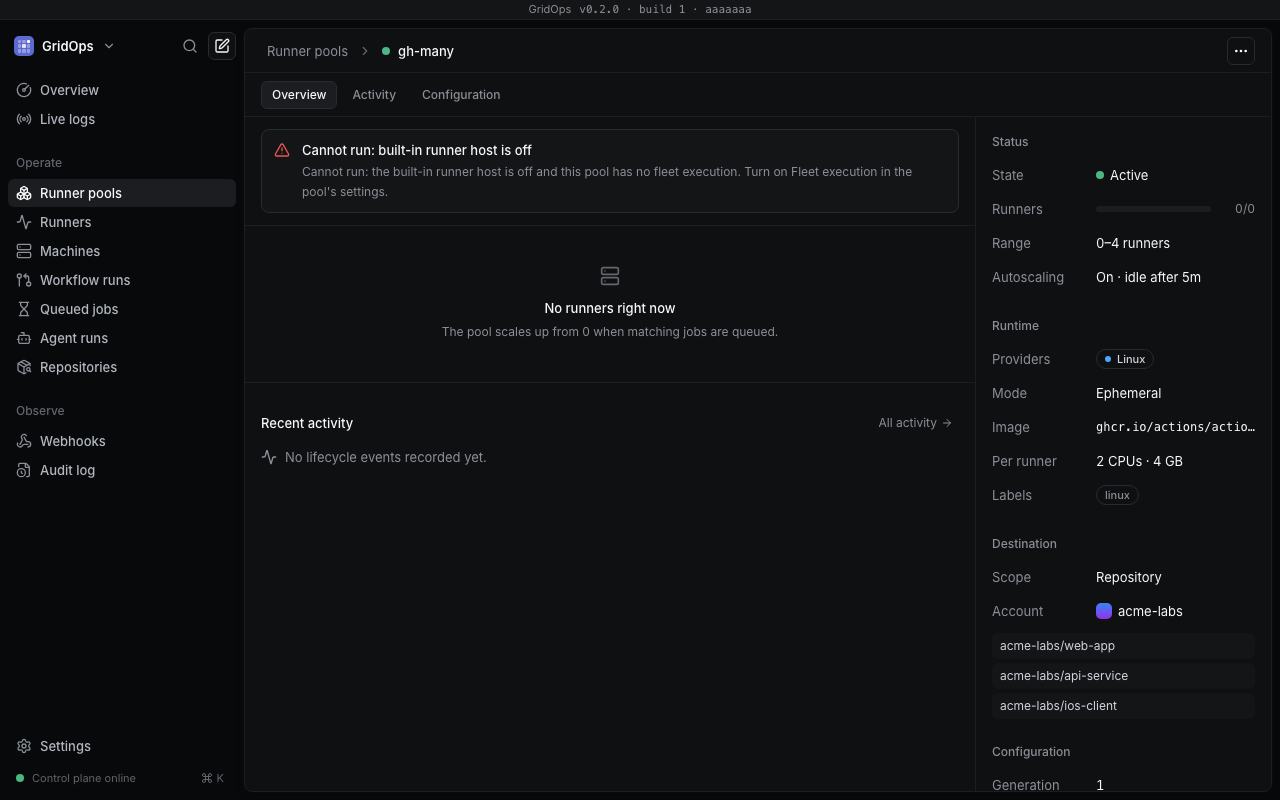 GridOps v0.2.0 · build 1 · aaaaaaa
GridOps
Overview
Live logs
Operate
Runner pools
Runners
Machines
Workflow runs
Queued jobs
Agent runs
Repositories
Observe
Webhooks
Audit log
Settings
Control plane online ⌘ K
Runner pools > gh-many
Overview Activity Configuration
Cannot run: built-in runner host is off
Cannot run: the built-in runner host is off and this pool has no fleet execution. Turn on Fleet execution in the
pool's settings.
No runners right now
The pool scales up from 0 when matching jobs are queued.
Recent activity All activity →
No lifecycle events recorded yet.
Status
State Active
Runners 0/0
Range 0–4 runners
Autoscaling On · idle after 5m
Runtime
Providers Linux
Mode Ephemeral
Image ghcr.io/actions/actio…
Per runner 2 CPUs · 4 GB
Labels linux
Destination
Scope Repository
Account acme-labs
acme-labs/web-app
acme-labs/api-service
acme-labs/ios-client
Configuration
Generation 1